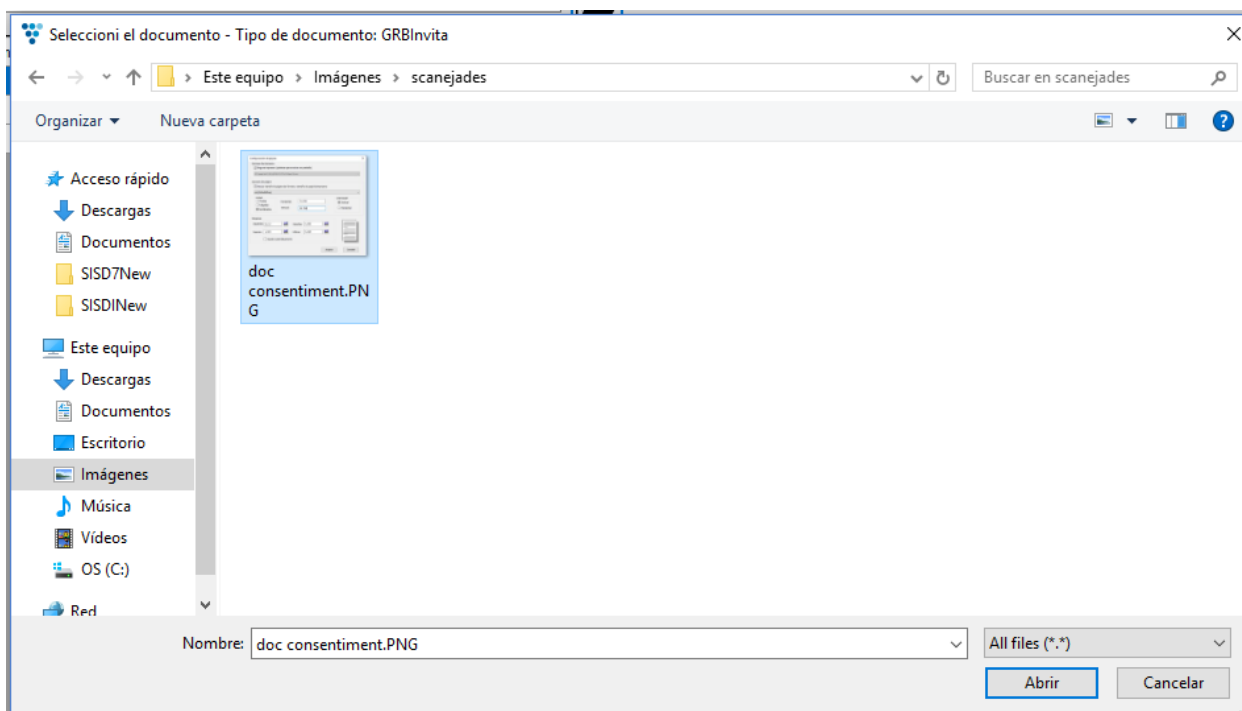 Seleccioni el documento - Tipo de documento: GRBInvita
Este equipo > Imágenes > scanejades
Buscar en scanejades
Organizar
Nueva carpeta
Acceso rápido
Descargas
Documentos
SISD7New
SISDINew
Este equipo
Descargas
Documentos
Escritorio
Imágenes
Música
Vídeos
OS (C:)
Red
doc
consentiment.PN
G
Nombre: doc consentiment.PNG
All files (*.*)
Abrir
Cancelar